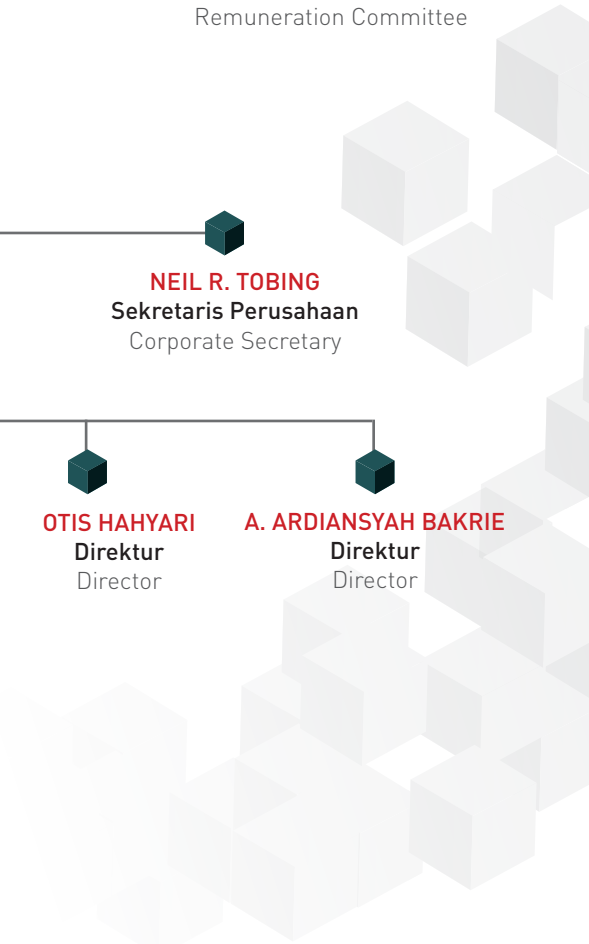 Remuneration Committee
NEIL R. TOBING
Sekretaris Perusahaan
Corporate Secretary
OTIS HAHYARI
Direktur
Director
A. ARDIANSYAH BAKRIE
Direktur
Director